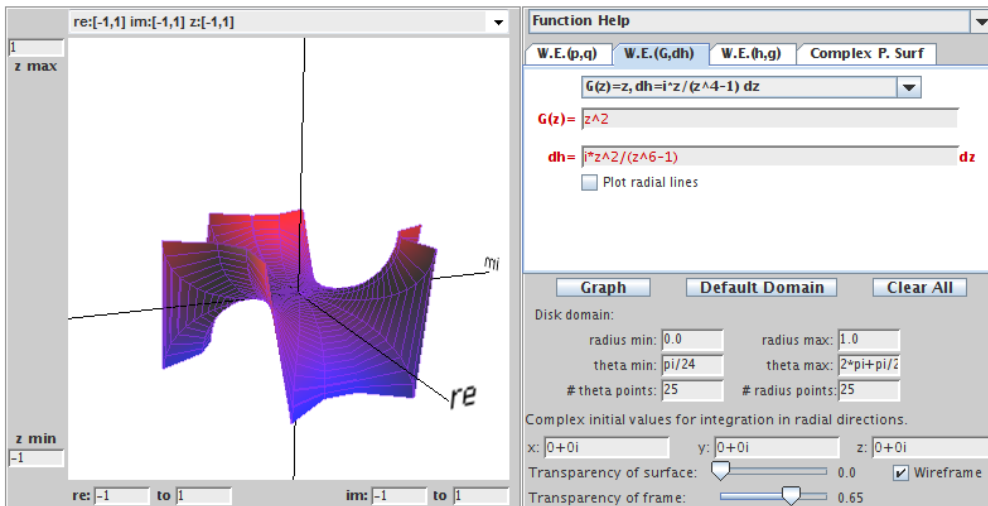 re:[-1,1] im:[-1,1] z:[-1,1]
1
z max
im
re
z min
-1
re: -1 to 1 im: -1 to 1
Function Help
W.E.(p,q) W.E.(G,dh) W.E.(h,g) Complex P. Surf
G(z)=z, dh=i*z/(z^4-1) dz
G(z)= z^2
dh= i*z^2/(z^6-1) dz
Plot radial lines
Graph Default Domain Clear All
Disk domain:
radius min: 0.0 radius max: 1.0
theta min: pi/24 theta max: 2*pi+pi/2
# theta points: 25 # radius points: 25
Complex initial values for integration in radial directions.
x: 0+0i y: 0+0i z: 0+0i
Transparency of surface: 0.0 Wireframe
Transparency of frame: 0.65